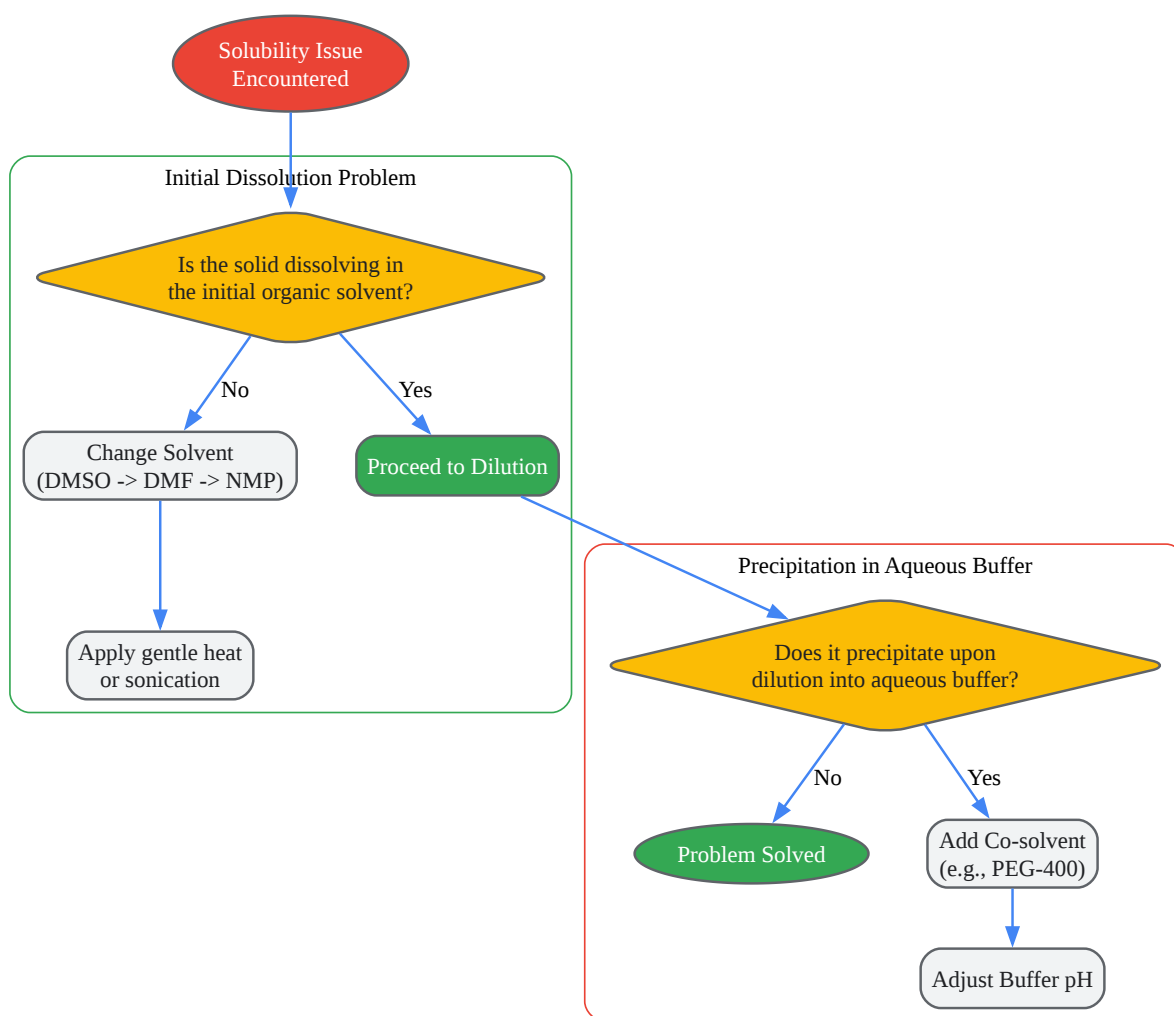 Solubility Issue
Encountered
Initial Dissolution Problem
Is the solid dissolving in
the initial organic solvent?
No
Yes
Change Solvent
(DMSO -> DMF -> NMP)
Proceed to Dilution
Apply gentle heat
or sonication
Precipitation in Aqueous Buffer
Does it precipitate upon
dilution into aqueous buffer?
No
Yes
Problem Solved
Add Co-solvent
(e.g., PEG-400)
Adjust Buffer pH